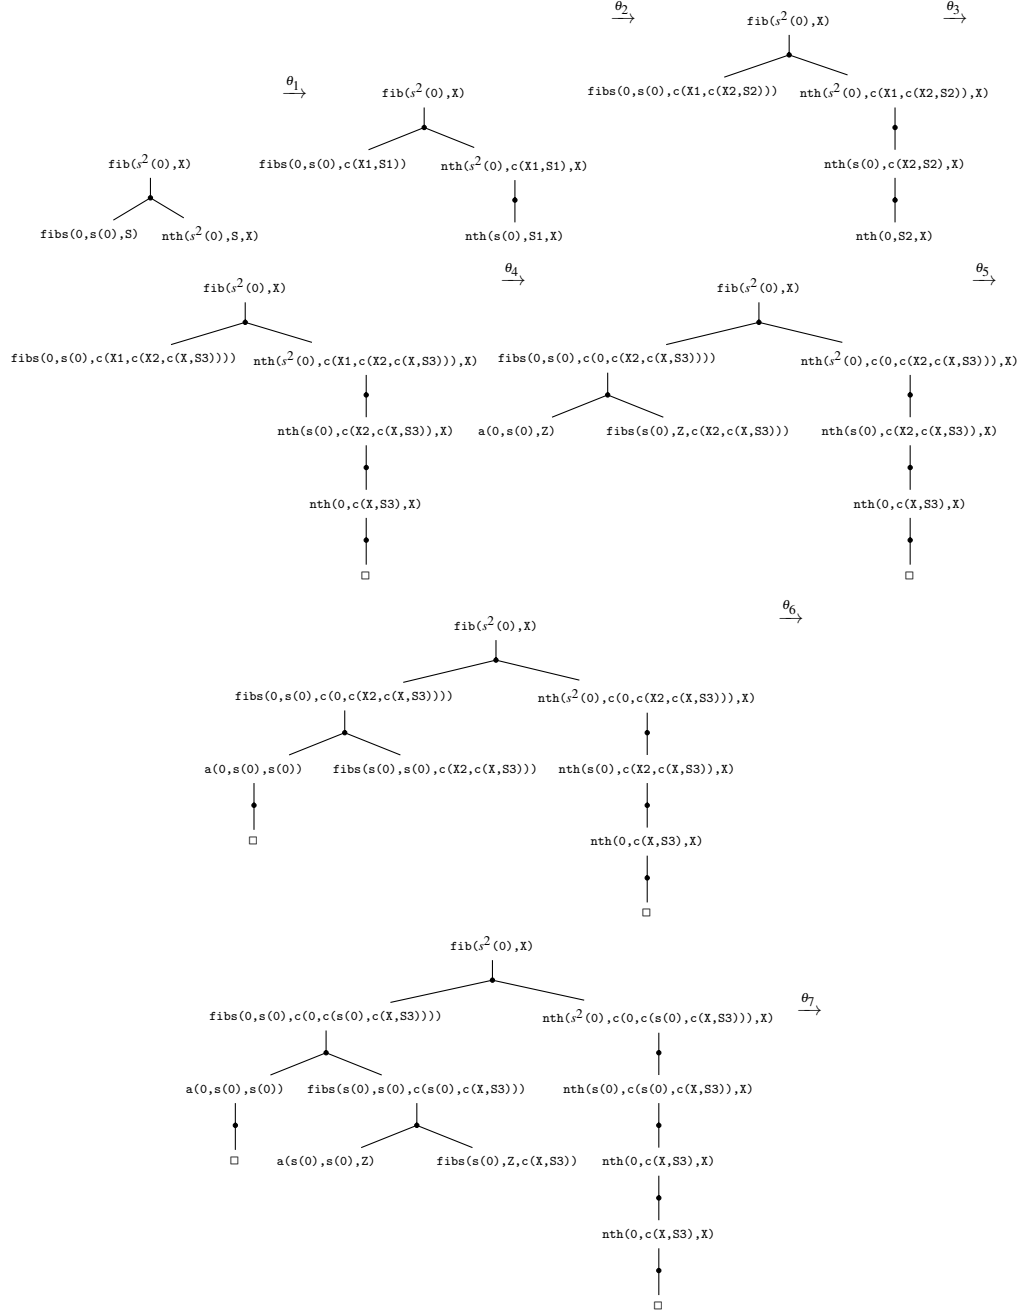 θ₂→ fib(s²(0),X) θ₃→
fibs(0,s(0),c(X1,c(X2,S2))) nth(s²(0),c(X1,c(X2,S2)),X)
nth(s(0),c(X2,S2),X)
nth(0,S2,X)
θ₁→ fib(s²(0),X)
fibs(0,s(0),c(X1,S1)) nth(s²(0),c(X1,S1),X)
nth(s(0),S1,X)
fib(s²(0),X)
fibs(0,s(0),S) nth(s²(0),S,X)
fib(s²(0),X) θ₄→
fibs(0,s(0),c(X1,c(X2,c(X,S3)))) nth(s²(0),c(X1,c(X2,c(X,S3))),X)
nth(s(0),c(X2,c(X,S3)),X)
nth(0,c(X,S3),X)
□
fib(s²(0),X) θ₅→
fibs(0,s(0),c(0,c(X2,c(X,S3)))) nth(s²(0),c(0,c(X2,c(X,S3))),X)
a(0,s(0),Z) fibs(s(0),Z,c(X2,c(X,S3))) nth(s(0),c(X2,c(X,S3)),X)
nth(0,c(X,S3),X)
□
fib(s²(0),X) θ₆→
fibs(0,s(0),c(0,c(X2,c(X,S3)))) nth(s²(0),c(0,c(X2,c(X,S3))),X)
a(0,s(0),s(0)) fibs(s(0),s(0),c(X2,c(X,S3))) nth(s(0),c(X2,c(X,S3)),X)
□ nth(0,c(X,S3),X)
□
fib(s²(0),X)
fibs(0,s(0),c(0,c(s(0),c(X,S3)))) nth(s²(0),c(0,c(s(0),c(X,S3))),X) θ₇→
a(0,s(0),s(0)) fibs(s(0),s(0),c(s(0),c(X,S3))) nth(s(0),c(s(0),c(X,S3)),X)
□ a(s(0),s(0),Z) fibs(s(0),Z,c(X,S3)) nth(0,c(X,S3),X)
nth(0,c(X,S3),X)
□